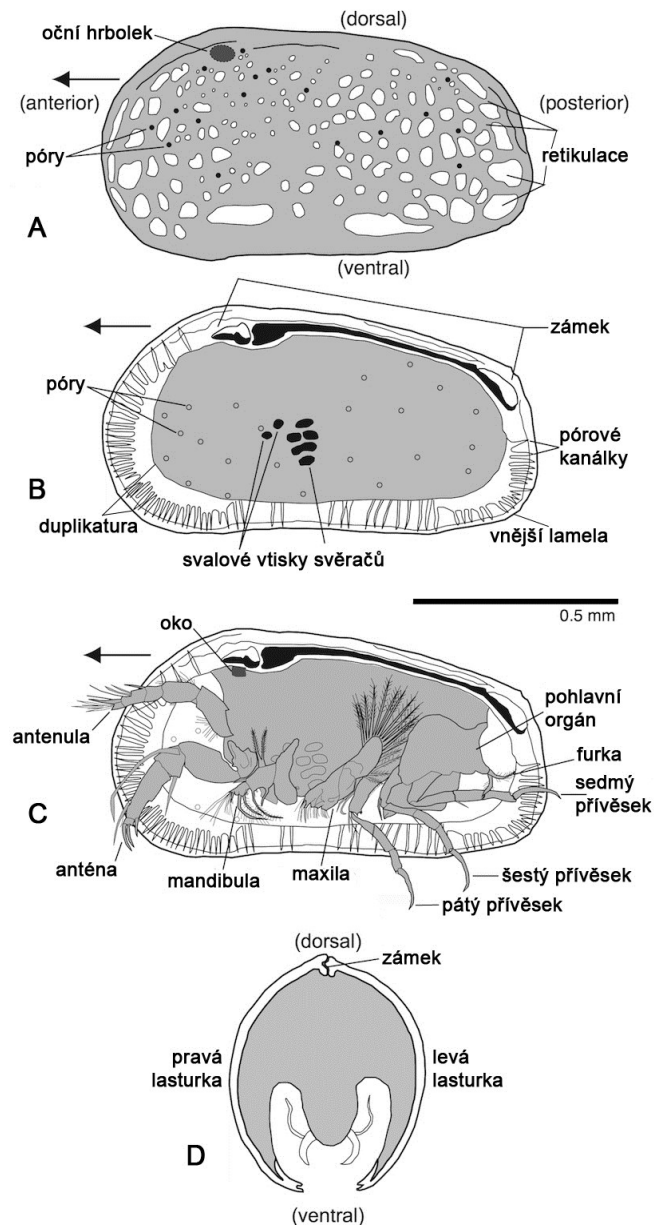 (dorsal)
oční hrbolek
(anterior)
(posterior)
póry
retikulace
A
(ventral)
zámek
póry
pórové
kanálky
B
duplikatura
vnější lamela
svalové vtisky svěračů
0.5 mm
oko
antenula
pohlavní
orgán
furka
sedmý
přívěsek
C
anténa
mandibula
maxila
šestý přívěsek
pátý přívěsek
(dorsal)
zámek
pravá
lasturka
levá
lasturka
D
(ventral)